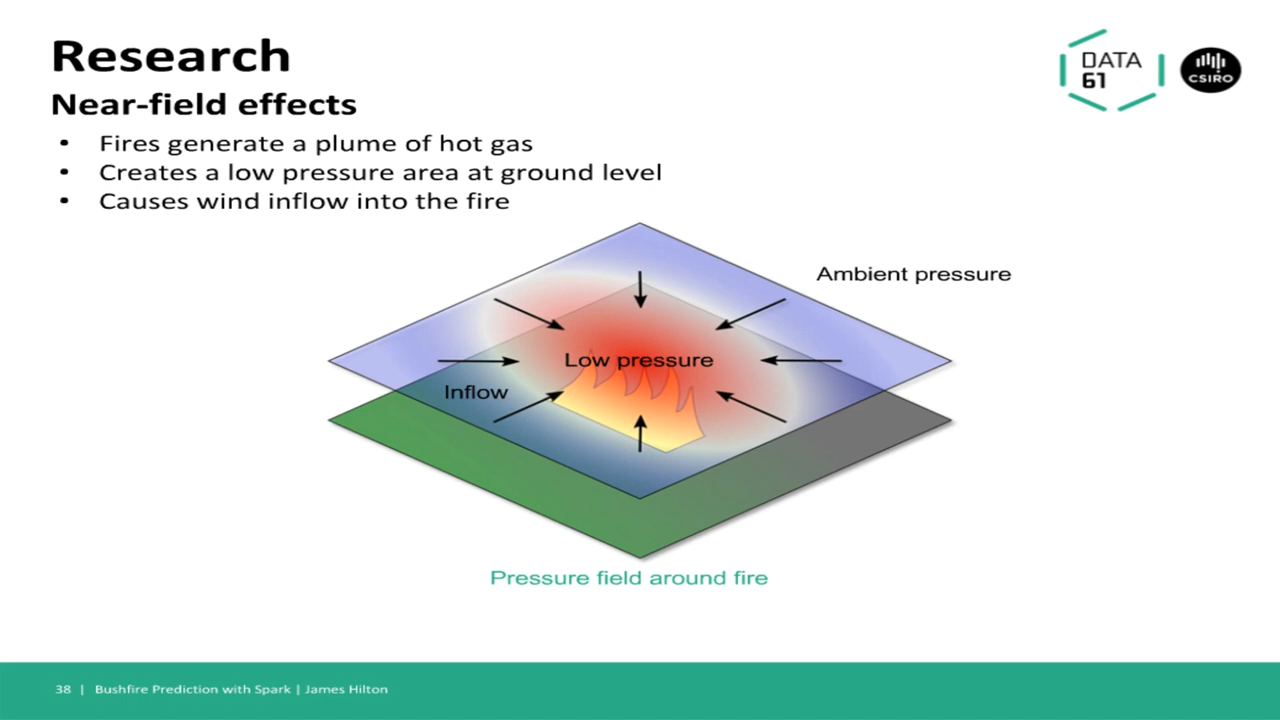 Research
Near-field effects
• Fires generate a plume of hot gas
• Creates a low pressure area at ground level
• Causes wind inflow into the fire
DATA
61
CSIRO
Ambient pressure
Low pressure
Inflow
Pressure field around fire
38 | Bushfire Prediction with Spark | James Hilton